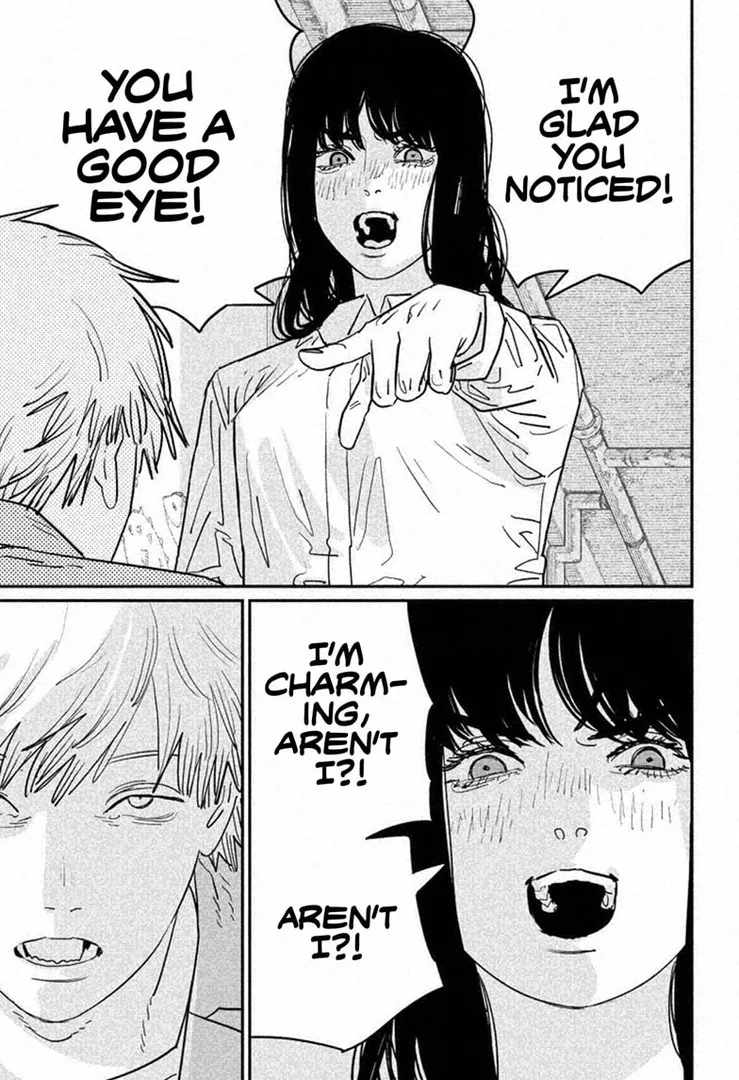 I'M
GLAD
YOU
NOTICED!
YOU
HAVE A
GOOD
EYE!
I'M
CHARM-
ING,
AREN'T
I?!
AREN'T
I?!